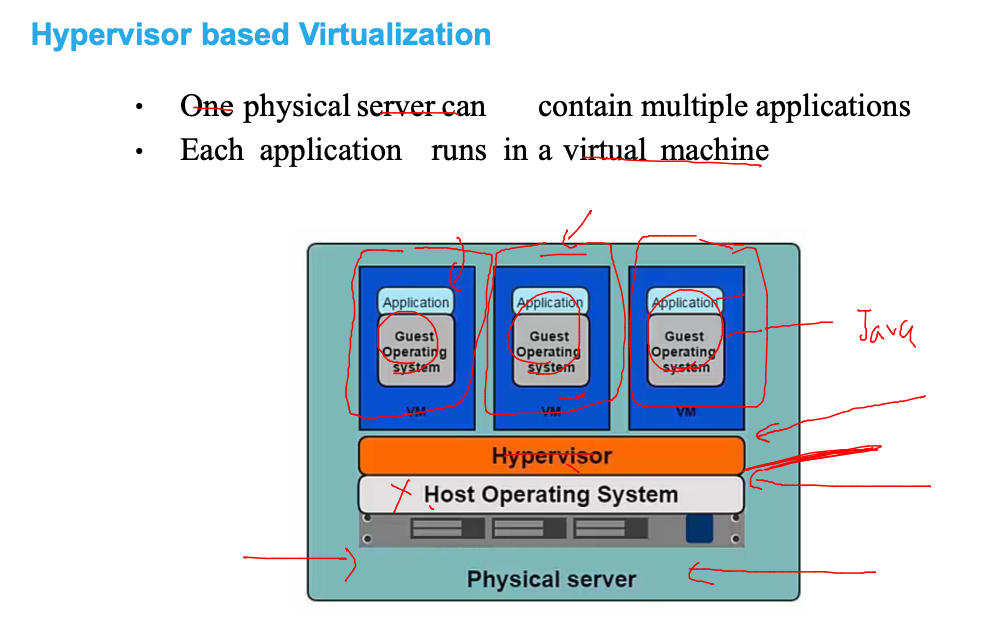 Hypervisor based Virtualization
• One physical server can contain multiple applications
• Each application runs in a virtual machine
Application Application Application
Guest Operating system Guest Operating system Guest Operating system
Java
VM VM VM
Hypervisor
Host Operating System
Physical server